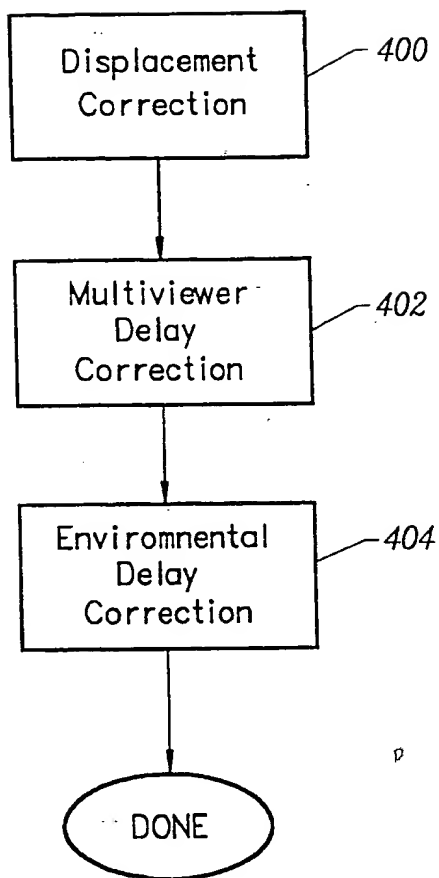 Displacement
Correction
400
Multiviewer
Delay
Correction
402
Enviromnental
Delay
Correction
404
DONE